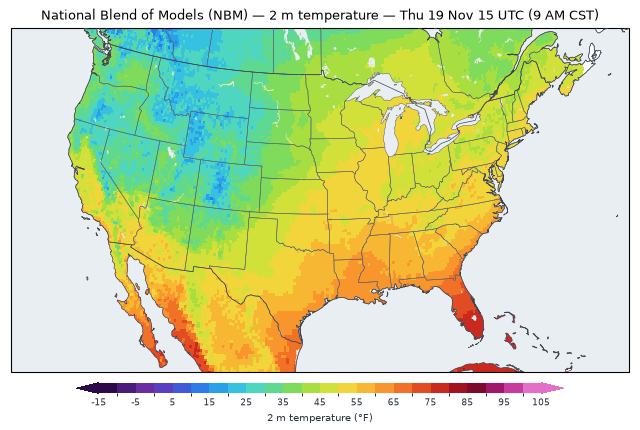 National Blend of Models (NBM) — 2 m temperature — Thu 19 Nov 15 UTC (9 AM CST)
-15 -5 5 15 25 35 45 55 65 75 85 95 105
2 m temperature (°F)